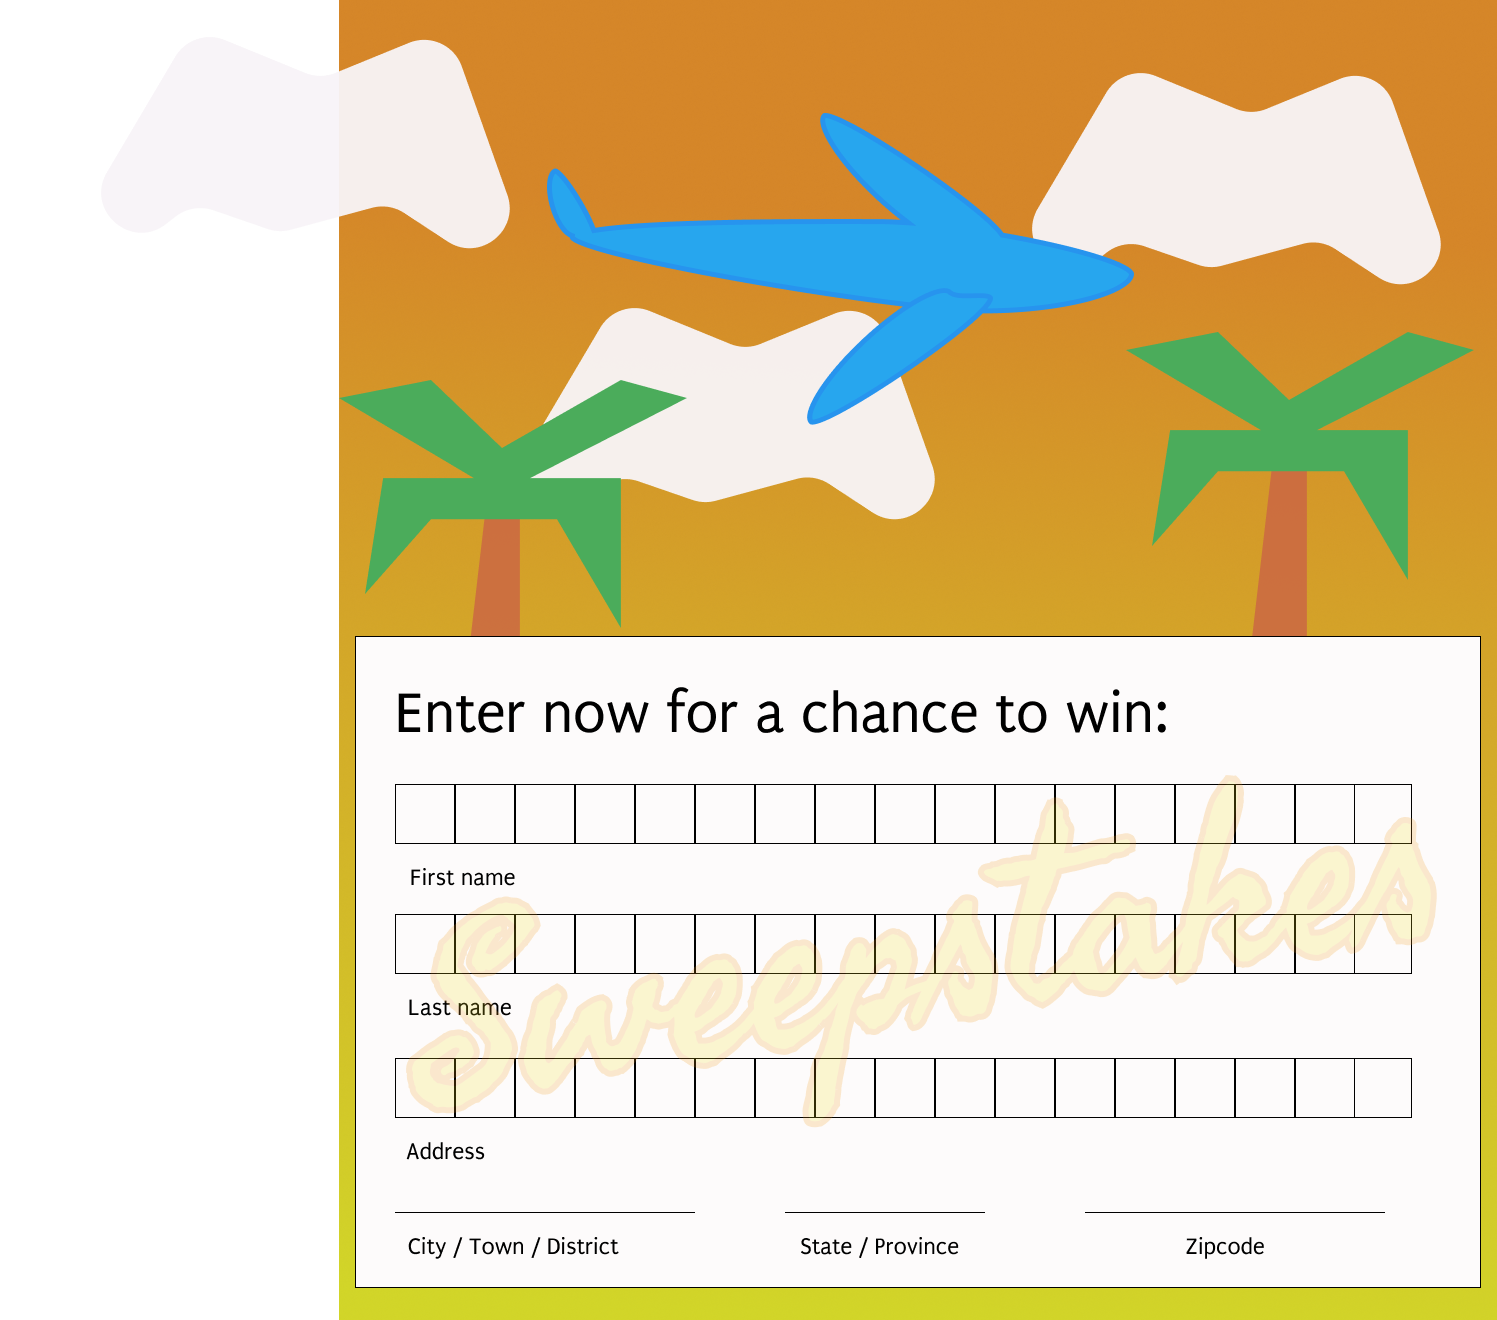 Enter now for a chance to win:
First name
Sweepstakes
Last name
Address
City / Town / District
State / Province
Zipcode